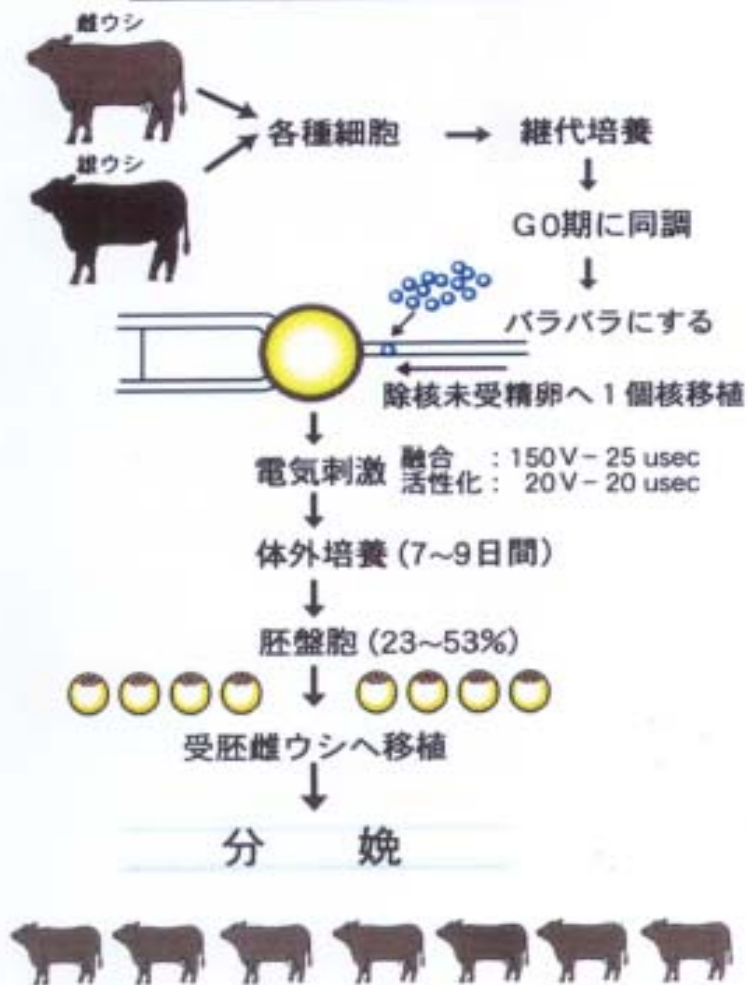 雌ウシ
雄ウシ
各種細胞
継代培養
G0期に同調
バラバラにする
除核未受精卵へ1個核移植
電気刺激
融合 : 150V − 25 usec
活性化 : 20V − 20 usec
体外培養 (7~9日間)
胚盤胞 (23~53%)
受胚雌ウシへ移植
分 娩